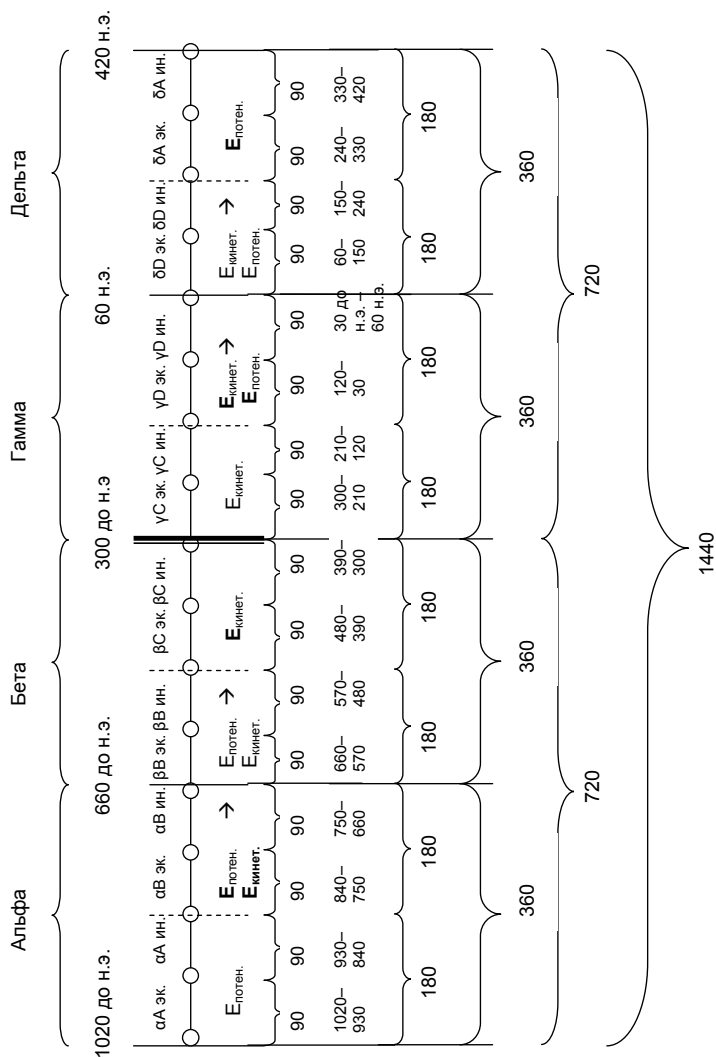 Альфа Бета Гамма Дельта
1020 до н.э. 660 до н.э. 300 до н.э 60 н.э. 420 н.э.
αA эк. αA ин. αB эк. αB ин. βB эк. βB ин. βC эк. βC ин. γC эк. γC ин. γD эк. γD ин. δD эк. δD ин. δA эк. δA ин.
Eпотен. Eпотен. → Eпотен. → Eкинет. Eкинет. Eкинет. → Eкинет. → Eпотен.
Eкинет. Eкинет. Eпотен. Eпотен.
90 90 90 90 90 90 90 90 90 90 90 90 90 90 90 90
1020– 930– 840– 750– 660– 570– 480– 390– 300– 210– 120– 30 до 60– 150– 240– 330–
930 840 750 660 570 480 390 300 210 120 30 н.э. – 150 240 330 420
60 н.э.
180 180 180 180 180 180 180 180
360 360 360 360
720 720
1440